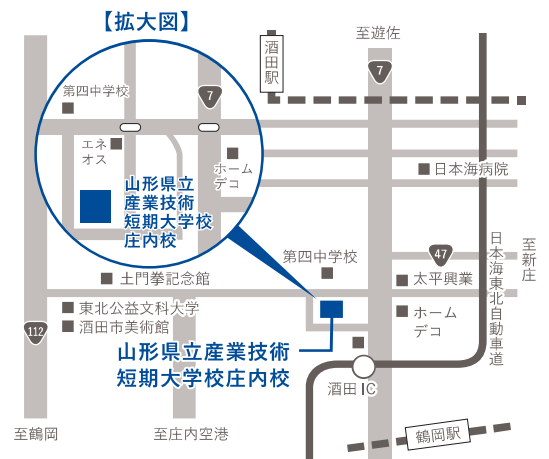 【拡大図】
酒田駅
至遊佐
7
第四中学校
7
エネ
オス
ホーム
デコ
山形県立
産業技術
短期大学校
庄内校
日本海病院
第四中学校
47
至新庄
日本海東北自動車道
太平興業
土門拳記念館
東北公益文科大学
酒田市美術館
ホーム
デコ
112
山形県立産業技術
短期大学校庄内校
酒田IC
至鶴岡
至庄内空港
鶴岡駅